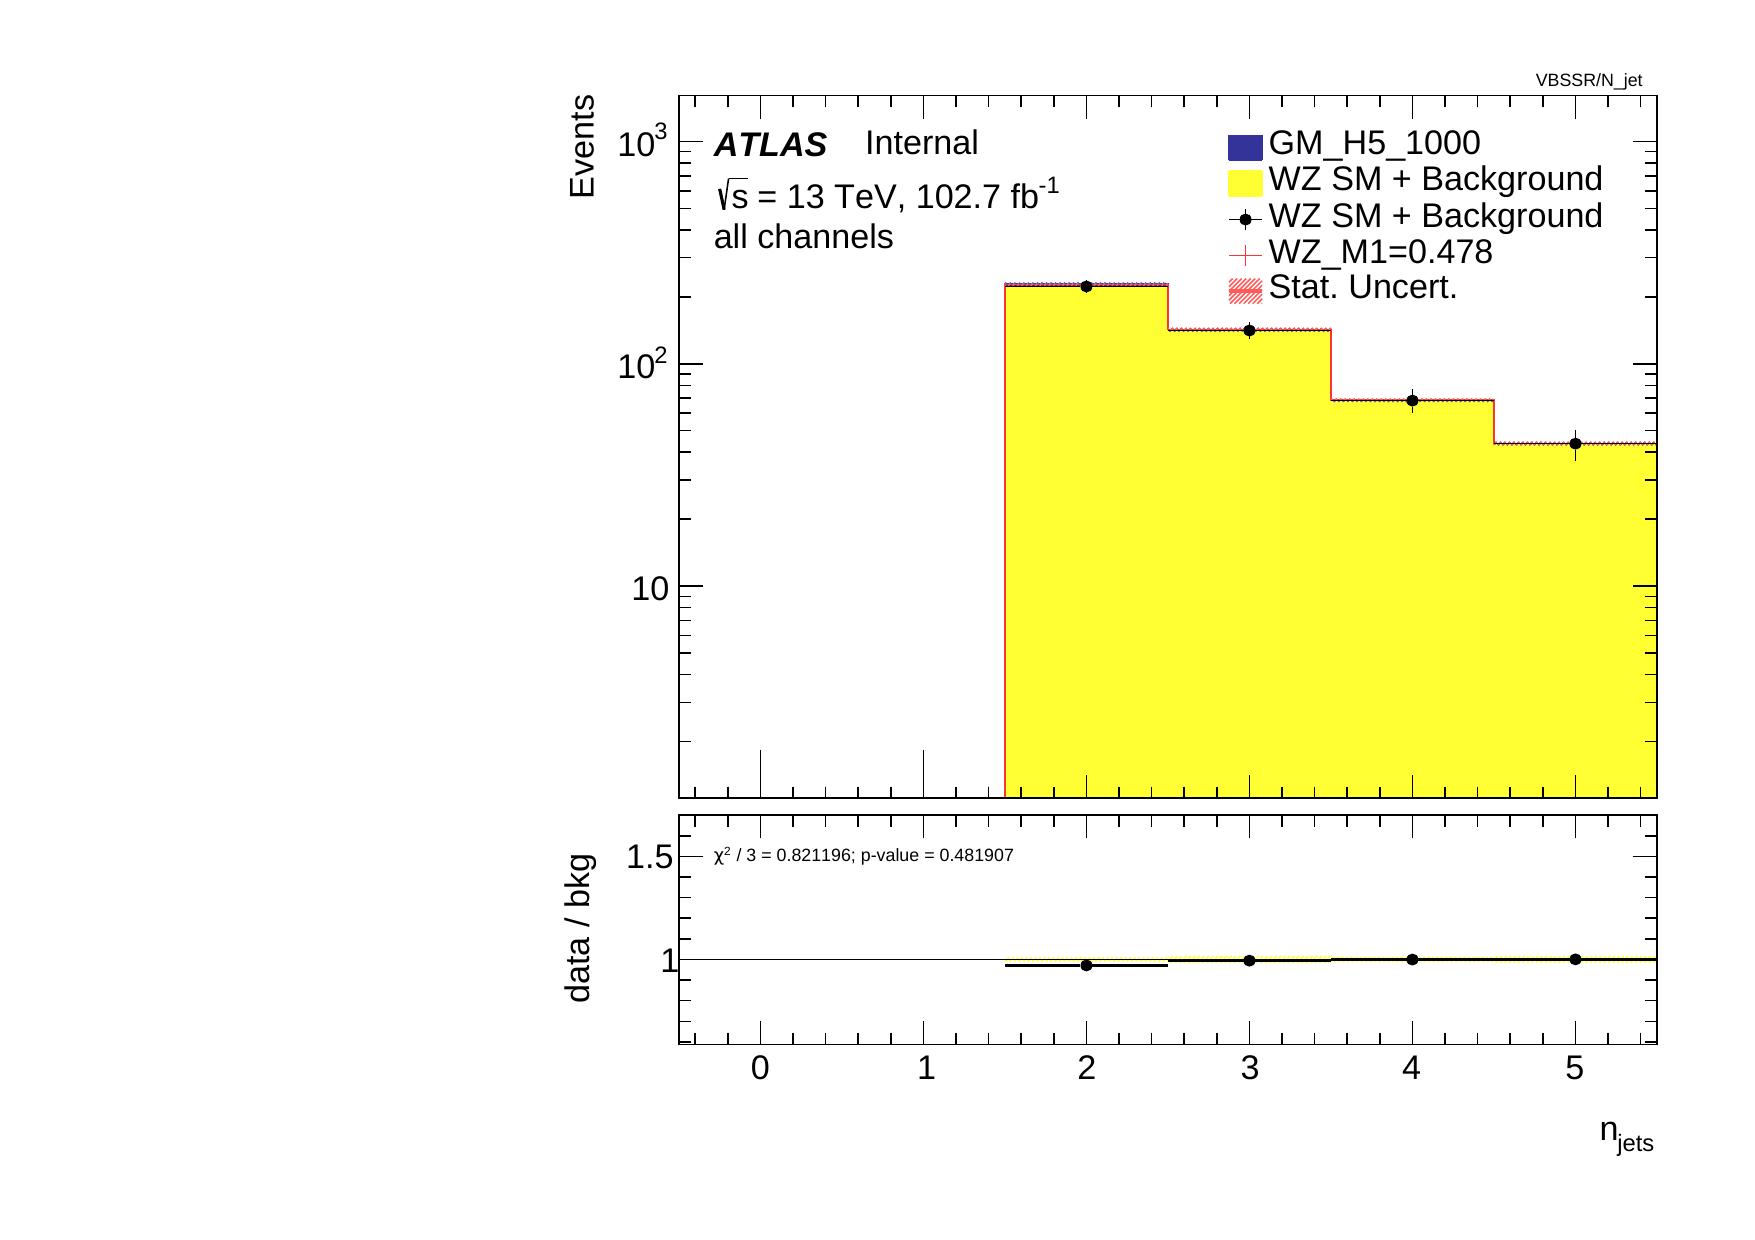 VBSSR/N_jet
Events
10³
10²
10
ATLAS Internal
√s = 13 TeV, 102.7 fb⁻¹
all channels
GM_H5_1000
WZ SM + Background
WZ SM + Background
WZ_M1=0.478
Stat. Uncert.
data / bkg
1.5
1
χ² / 3 = 0.821196; p-value = 0.481907
0 1 2 3 4 5
n_jets